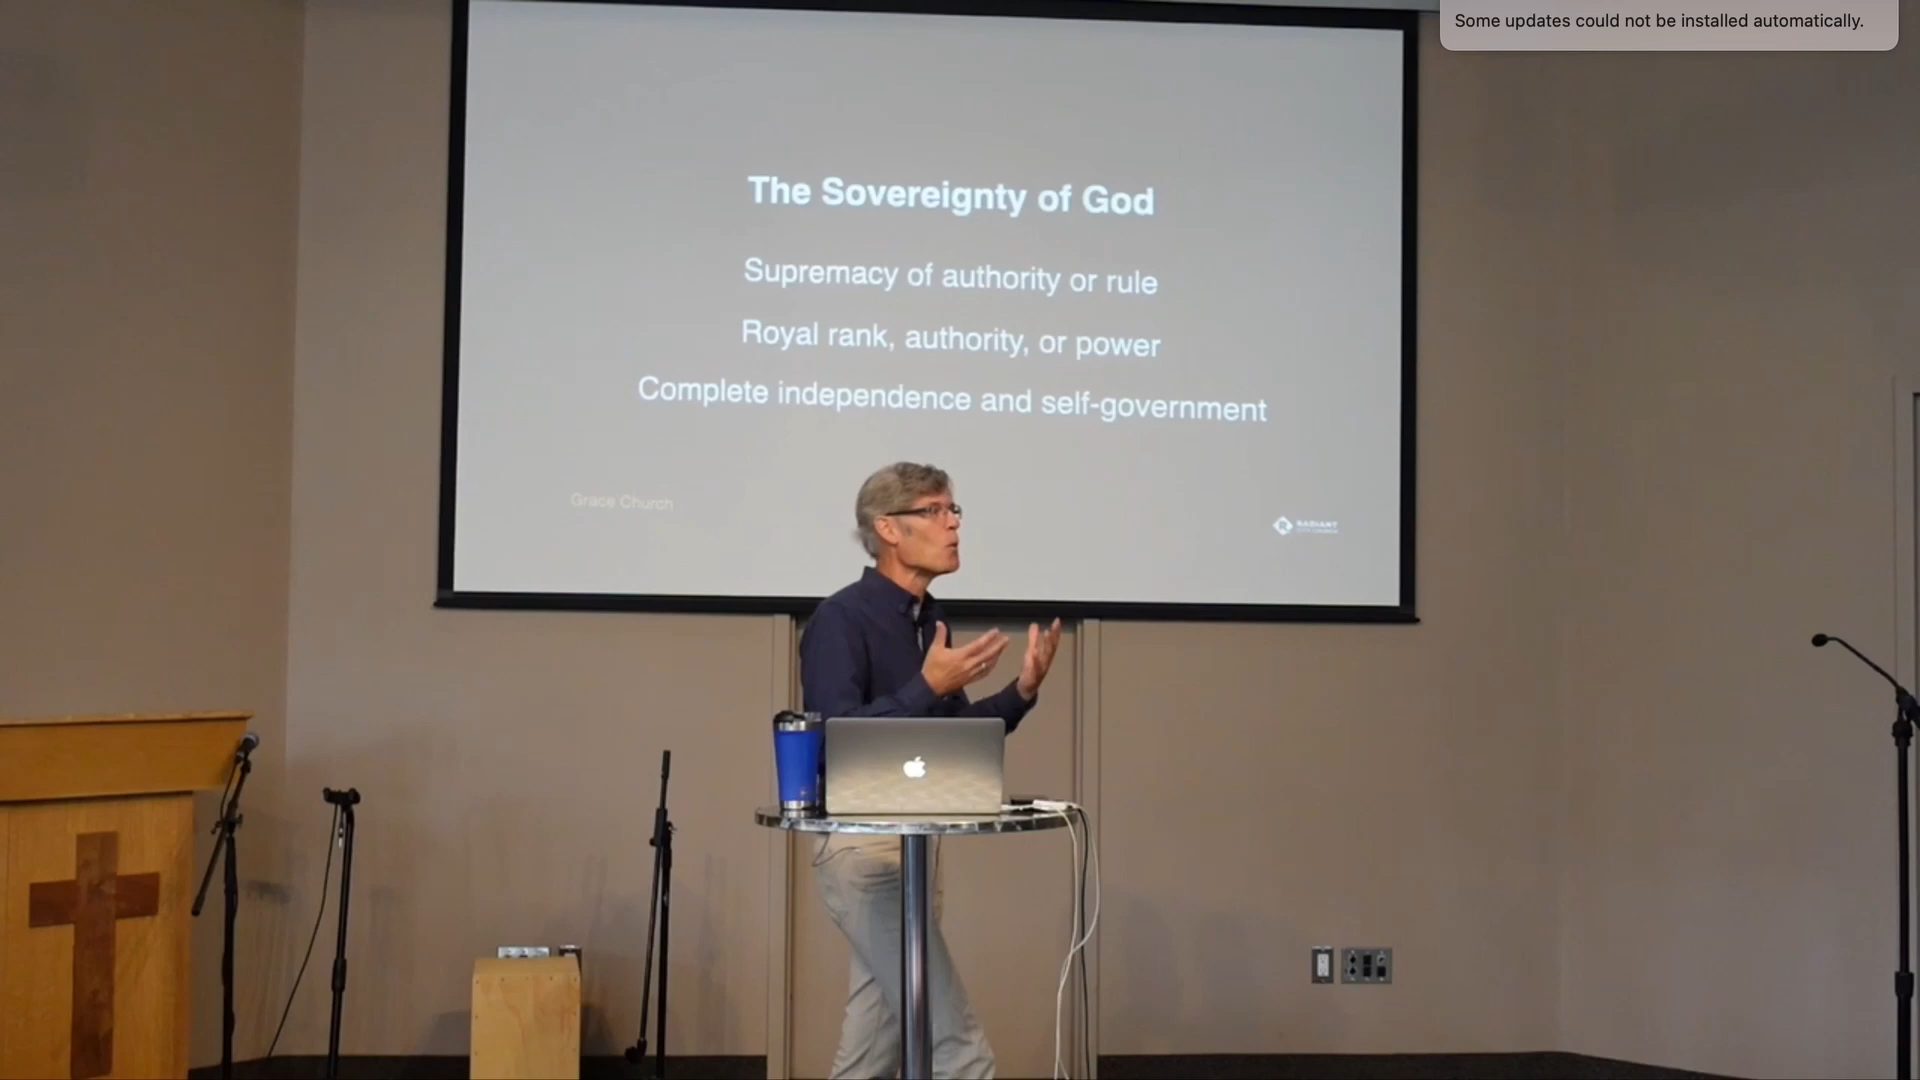 Some updates could not be installed automatically.
The Sovereignty of God
Supremacy of authority or rule
Royal rank, authority, or power
Complete independence and self-government
Grace Church
RADIANT